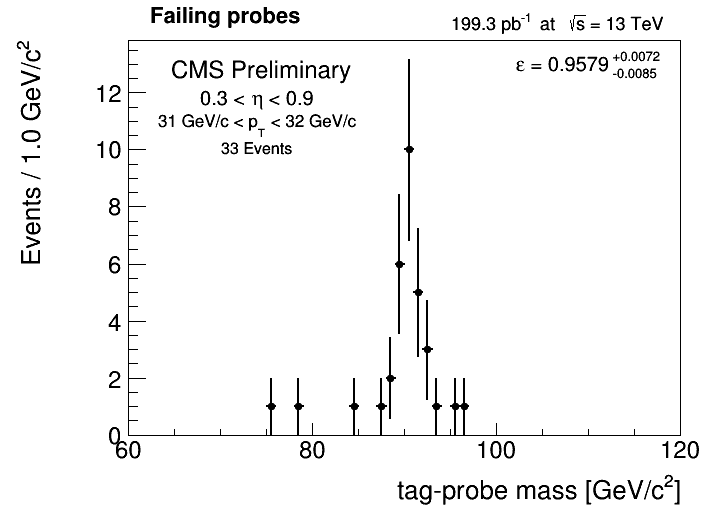 Failing probes
199.3 pb⁻¹ at √s = 13 TeV
CMS Preliminary
0.3 < η < 0.9
31 GeV/c < p_T < 32 GeV/c
33 Events
ε = 0.9579 +0.0072 -0.0085
Events / 1.0 GeV/c²
12
10
8
6
4
2
0
60 80 100 120
tag-probe mass [GeV/c²]